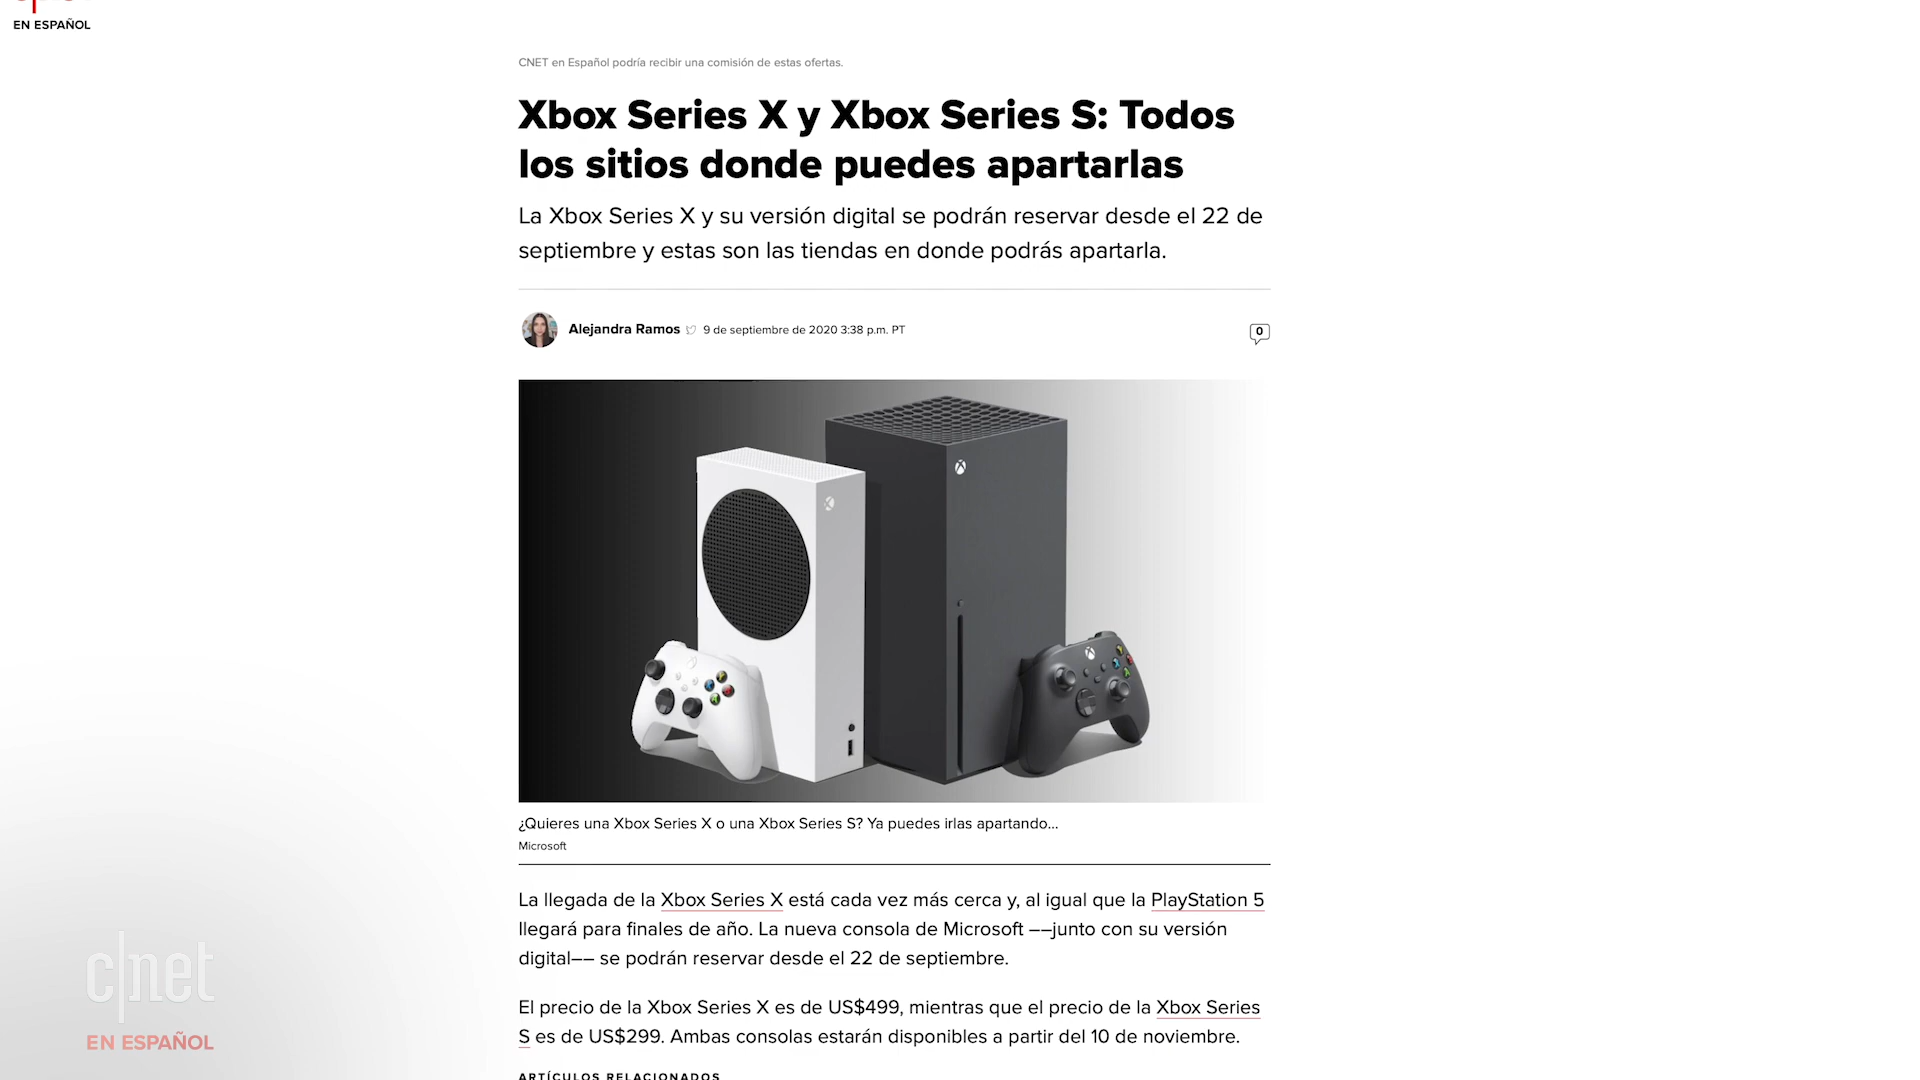 EN ESPAÑOL
CNET en Español podría recibir una comisión de estas ofertas.
Xbox Series X y Xbox Series S: Todos
los sitios donde puedes apartarlas
La Xbox Series X y su versión digital se podrán reservar desde el 22 de
septiembre y estas son las tiendas en donde podrás apartarla.
Alejandra Ramos 9 de septiembre de 2020 3:38 p.m. PT
0
¿Quieres una Xbox Series X o una Xbox Series S? Ya puedes irlas apartando...
Microsoft
La llegada de la Xbox Series X está cada vez más cerca y, al igual que la PlayStation 5
llegará para finales de año. La nueva consola de Microsoft ––junto con su versión
digital–– se podrán reservar desde el 22 de septiembre.
El precio de la Xbox Series X es de US$499, mientras que el precio de la Xbox Series
S es de US$299. Ambas consolas estarán disponibles a partir del 10 de noviembre.
ARTÍCULOS RELACIONADOS
c|net
EN ESPAÑOL